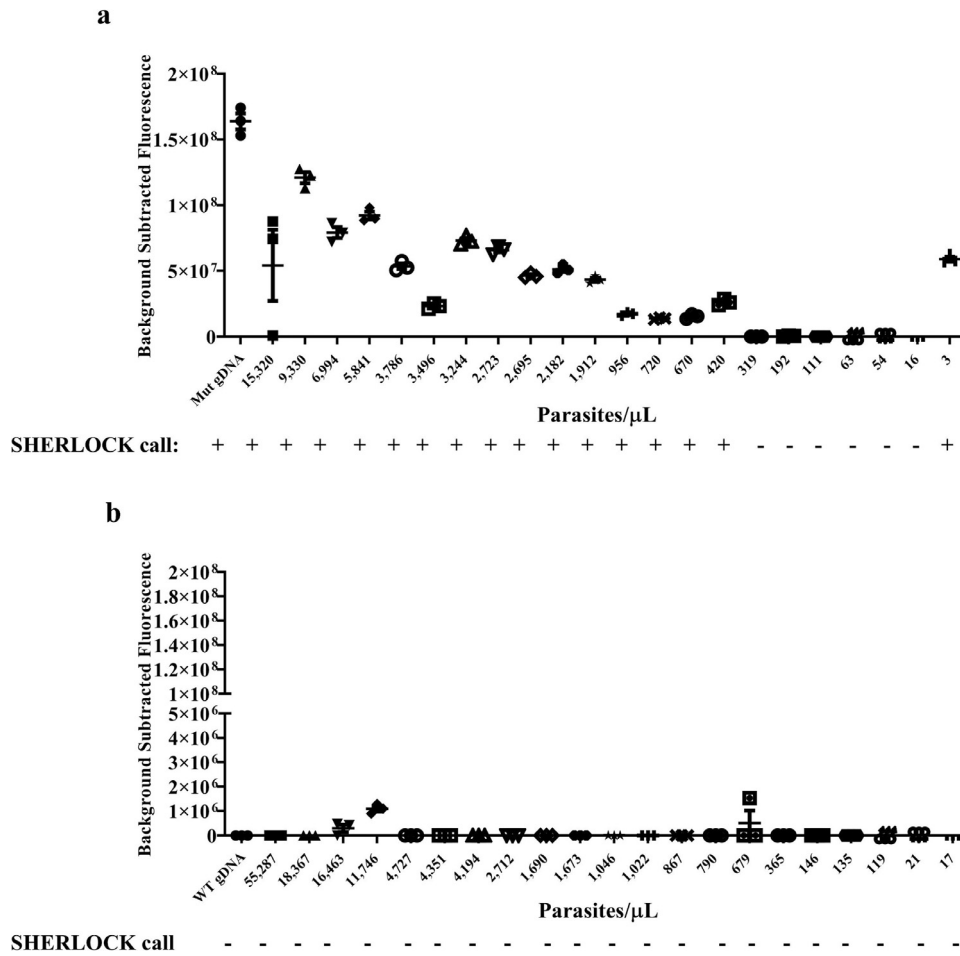 a
Background Subtracted Fluorescence
2×10⁸
1.5×10⁸
1×10⁸
5×10⁷
0
Mut gDNA 15,320 9,330 6,994 5,841 3,786 3,496 3,244 2,723 2,695 2,182 1,912 956 720 670 420 319 192 111 63 54 16 3
Parasites/μL
SHERLOCK call: + + + + + + + + + + + + + + + + - - - - - - +
b
Background Subtracted Fluorescence
2×10⁸
1.8×10⁸
1.6×10⁸
1.4×10⁸
1.2×10⁸
1×10⁸
5×10⁶
4×10⁶
3×10⁶
2×10⁶
1×10⁶
0
WT gDNA 55,287 18,367 16,463 11,746 4,727 4,351 4,194 2,712 1,690 1,673 1,046 1,022 867 790 679 365 146 135 119 21 17
Parasites/μL
SHERLOCK call - - - - - - - - - - - - - - - - - - - - - -